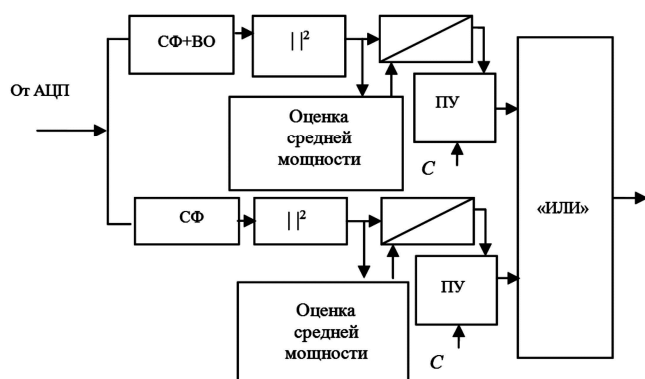 СФ+ВО
| |²
От АЦП
Оценка
средней
мощности
ПУ
С
«ИЛИ»
СФ
| |²
ПУ
Оценка
средней
мощности
С